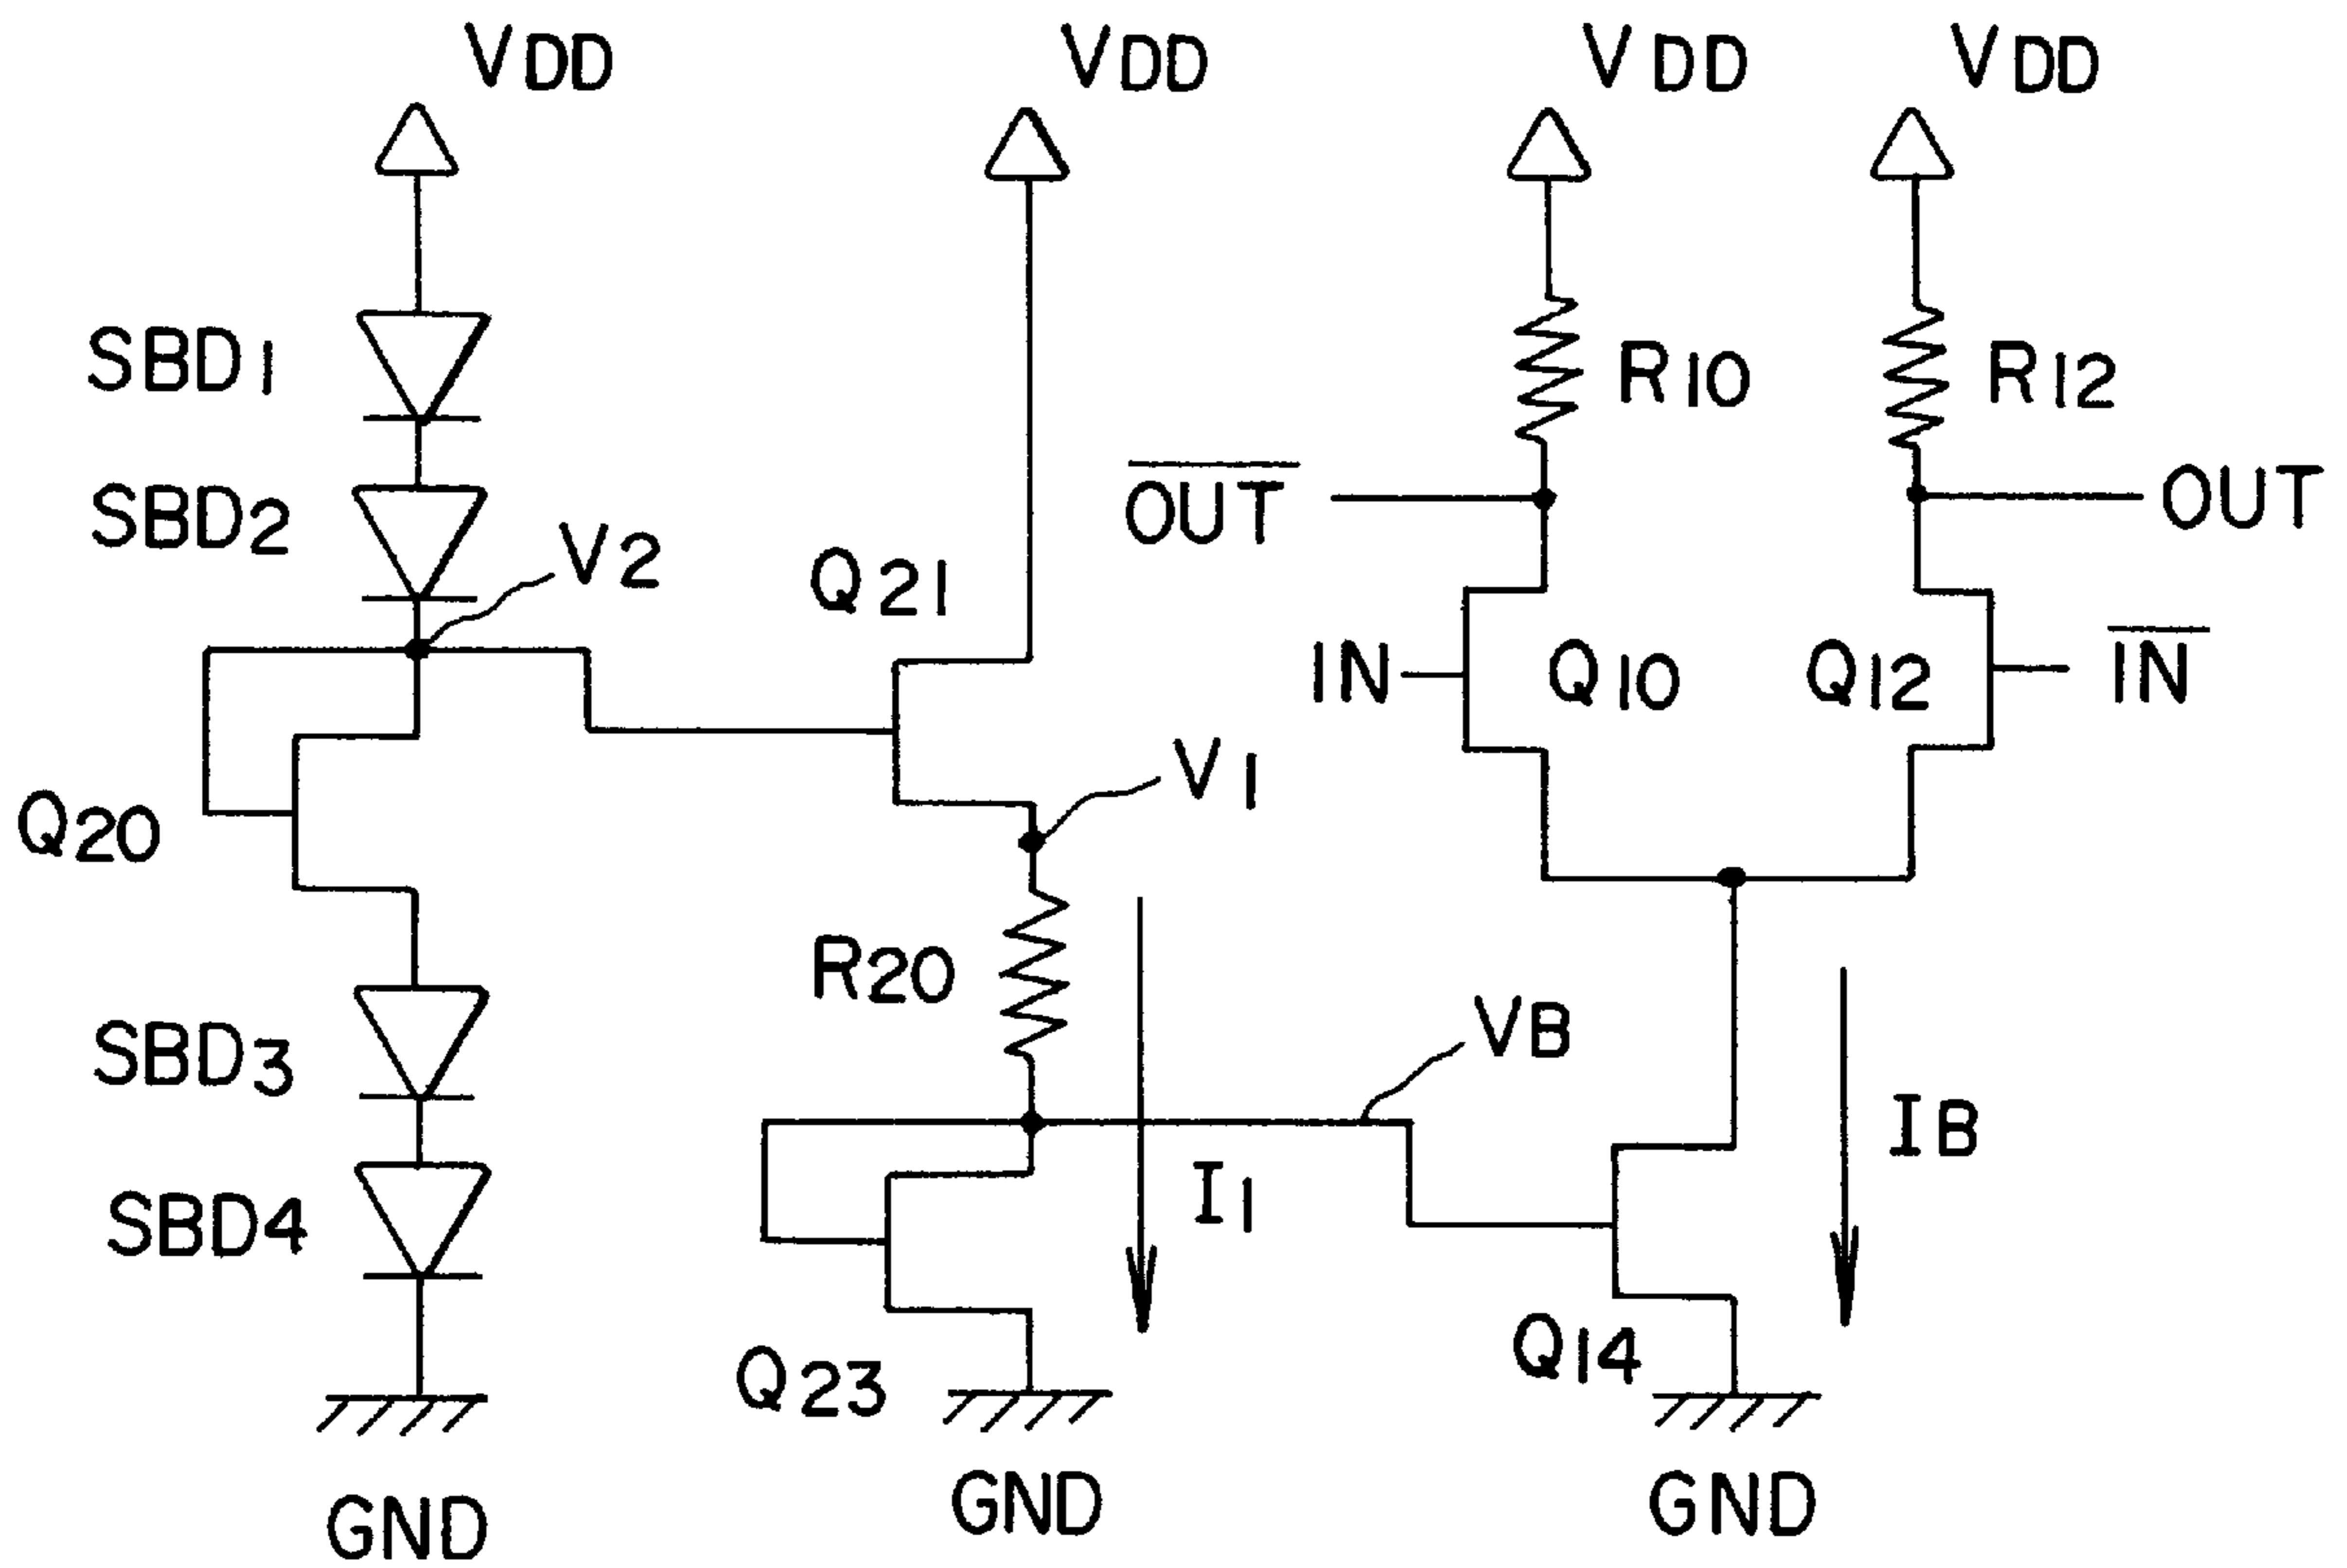 VDD VDD VDD VDD
SBD1 R10 R12
SBD2 V2 Q21 OUT OUT
IN Q10 Q12 IN
V1
Q20
R20
SBD3 VB
IB
SBD4 I1
Q23 Q14
GND GND GND